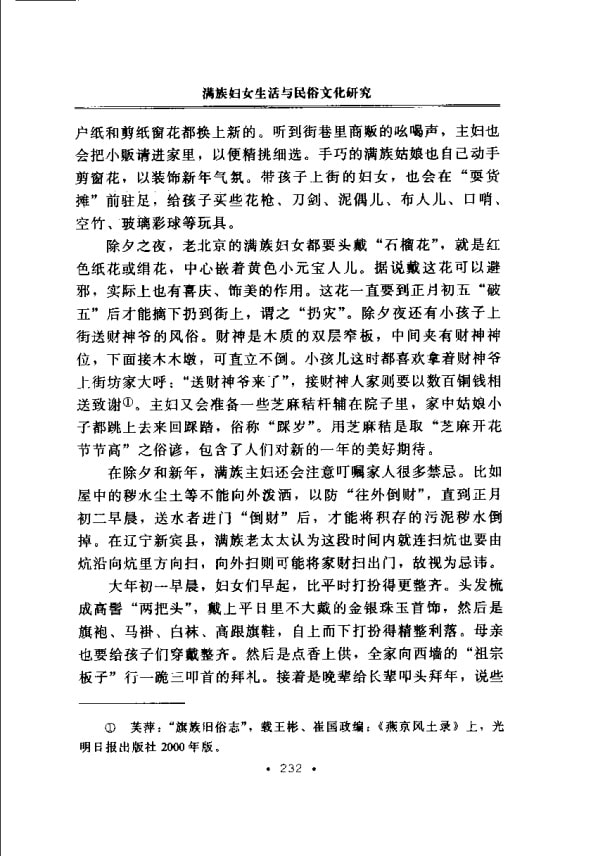 满族妇女生活与民俗文化研究
户纸和剪纸窗花都换上新的。听到街巷里商贩的吆喝声，主妇也
会把小贩请进家里，以便精挑细选。手巧的满族姑娘也自己动手
剪窗花，以装饰新年气氛。带孩子上街的妇女，也会在“耍货
摊”前驻足，给孩子买些花枪、刀剑、泥偶儿、布人儿、口哨、
空竹、玻璃彩球等玩具。
除夕之夜，老北京的满族妇女都要头戴“石榴花”，就是红
色纸花或绢花，中心嵌着黄色小元宝人儿。据说戴这花可以避
邪，实际上也有喜庆、饰美的作用。这花一直要到正月初五“破
五”后才能摘下扔到街上，谓之“扔灾”。除夕夜还有小孩子上
街送财神爷的风俗。财神是木质的双层窄板，中间夹有财神神
位，下面接木木墩，可直立不倒。小孩儿这时都喜欢拿着财神爷
上街坊家大呼：“送财神爷来了”，接财神人家则要以数百铜钱相
送致谢①。主妇又会准备一些芝麻秸杆铺在院子里，家中姑娘小
子都跳上去来回踩踏，俗称“踩岁”。用芝麻秸是取“芝麻开花
节节高”之俗谚，包含了人们对新的一年的美好期待。
在除夕和新年，满族主妇还会注意叮嘱家人很多禁忌。比如
屋中的秽水尘土等不能向外泼洒，以防“往外倒财”，直到正月
初二早晨，送水者进门“倒财”后，才能将积存的污泥秽水倒
掉。在辽宁新宾县，满族老太太认为这段时间内就连扫炕也要由
炕沿向炕里方向扫，向外扫则可能将家财扫出门，故视为忌讳。
大年初一早晨，妇女们早起，比平时打扮得更整齐。头发梳
成高髻“两把头”，戴上平日里不大戴的金银珠玉首饰，然后是
旗袍、马褂、白袜、高跟旗鞋，自上而下打扮得精整利落。母亲
也要给孩子们穿戴整齐。然后是点香上供，全家向西墙的“祖宗
板子”行一跪三叩首的拜礼。接着是晚辈给长辈叩头拜年，说些
① 芙萍：“旗族旧俗志”，载王彬、崔国政编：《燕京风土录》上，光
明日报出版社 2000 年版。
· 232 ·